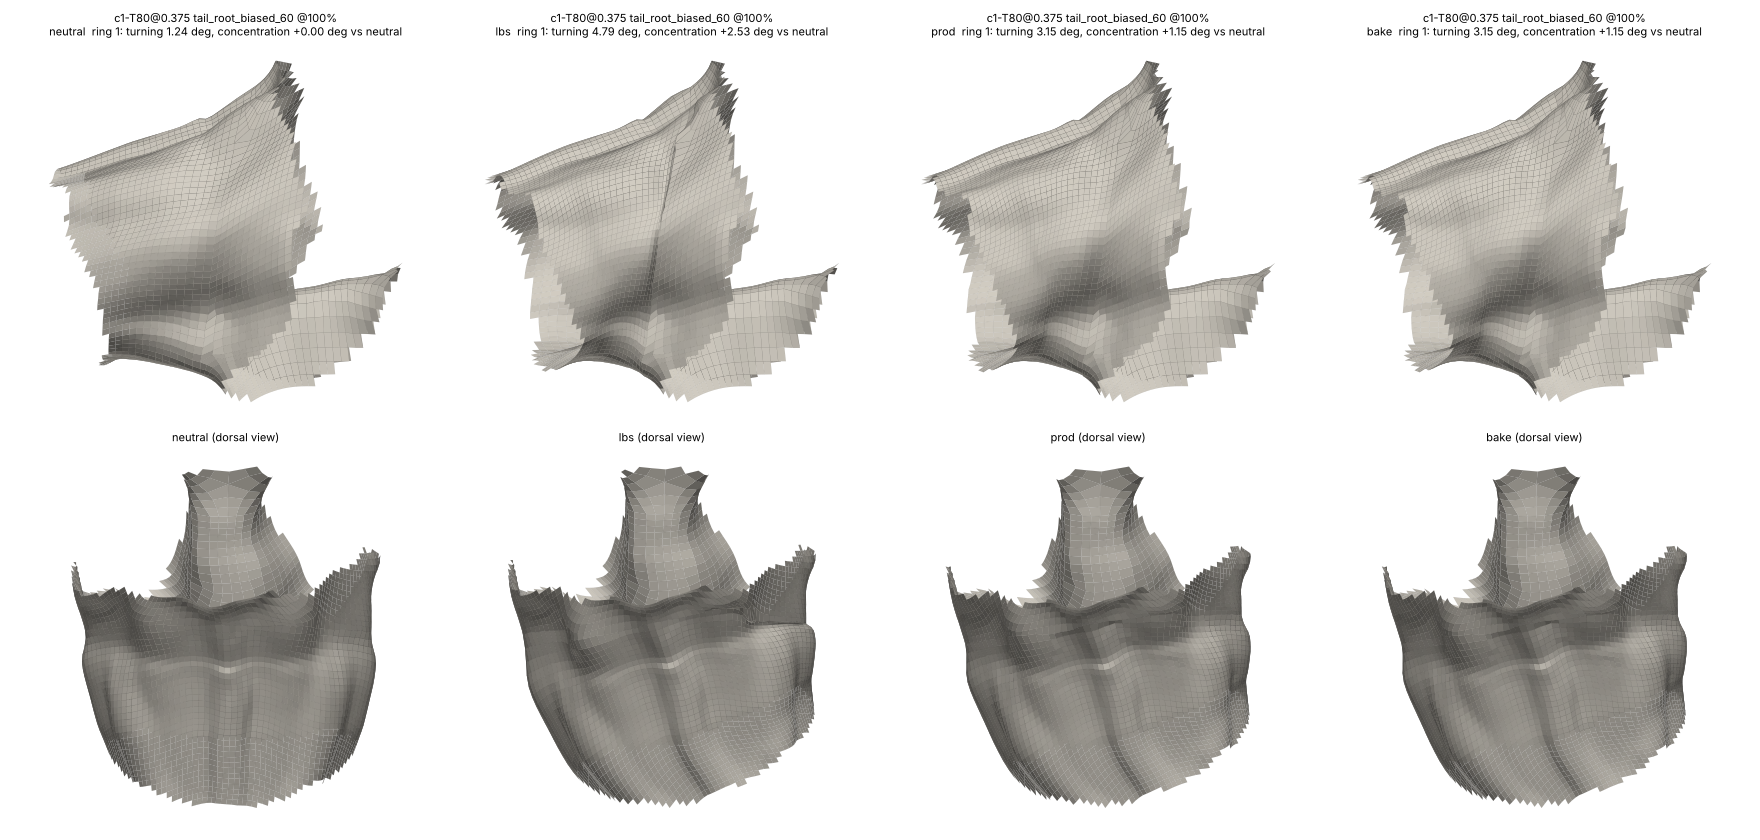 c1-T80@0.375 tail_root_biased_60 @100%
neutral ring 1: turning 1.24 deg, concentration +0.00 deg vs neutral
c1-T80@0.375 tail_root_biased_60 @100%
lbs ring 1: turning 4.79 deg, concentration +2.53 deg vs neutral
c1-T80@0.375 tail_root_biased_60 @100%
prod ring 1: turning 3.15 deg, concentration +1.15 deg vs neutral
c1-T80@0.375 tail_root_biased_60 @100%
bake ring 1: turning 3.15 deg, concentration +1.15 deg vs neutral
neutral (dorsal view)
lbs (dorsal view)
prod (dorsal view)
bake (dorsal view)